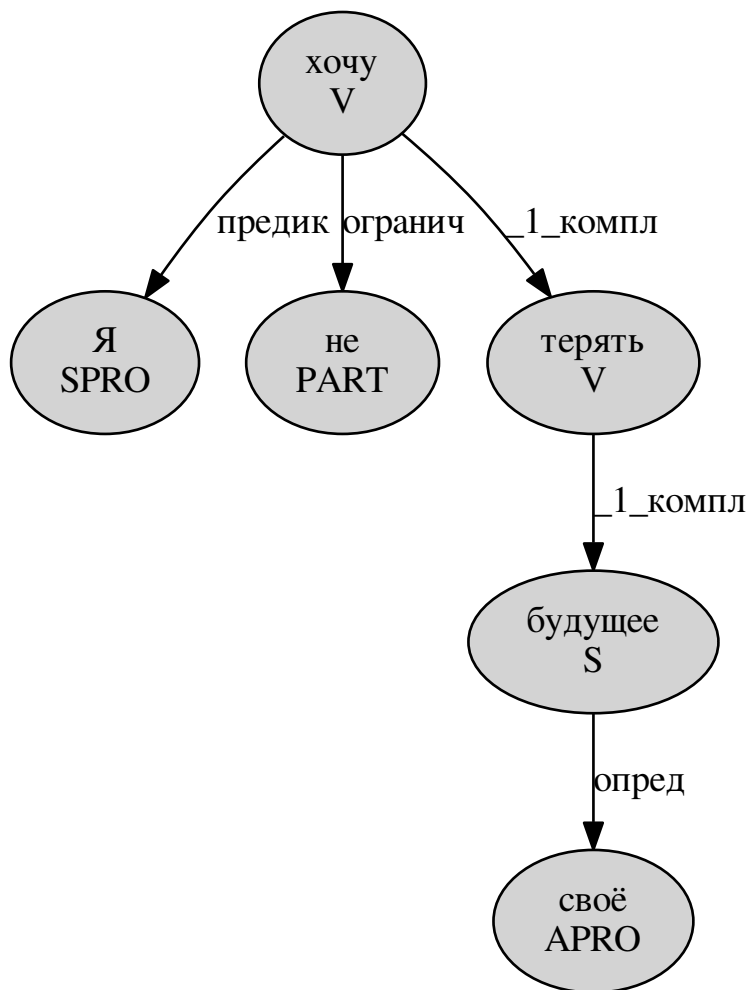 хочу
V
предик
огранич
_1_компл
Я
SPRO
не
PART
терять
V
_1_компл
будущее
S
опред
своё
APRO